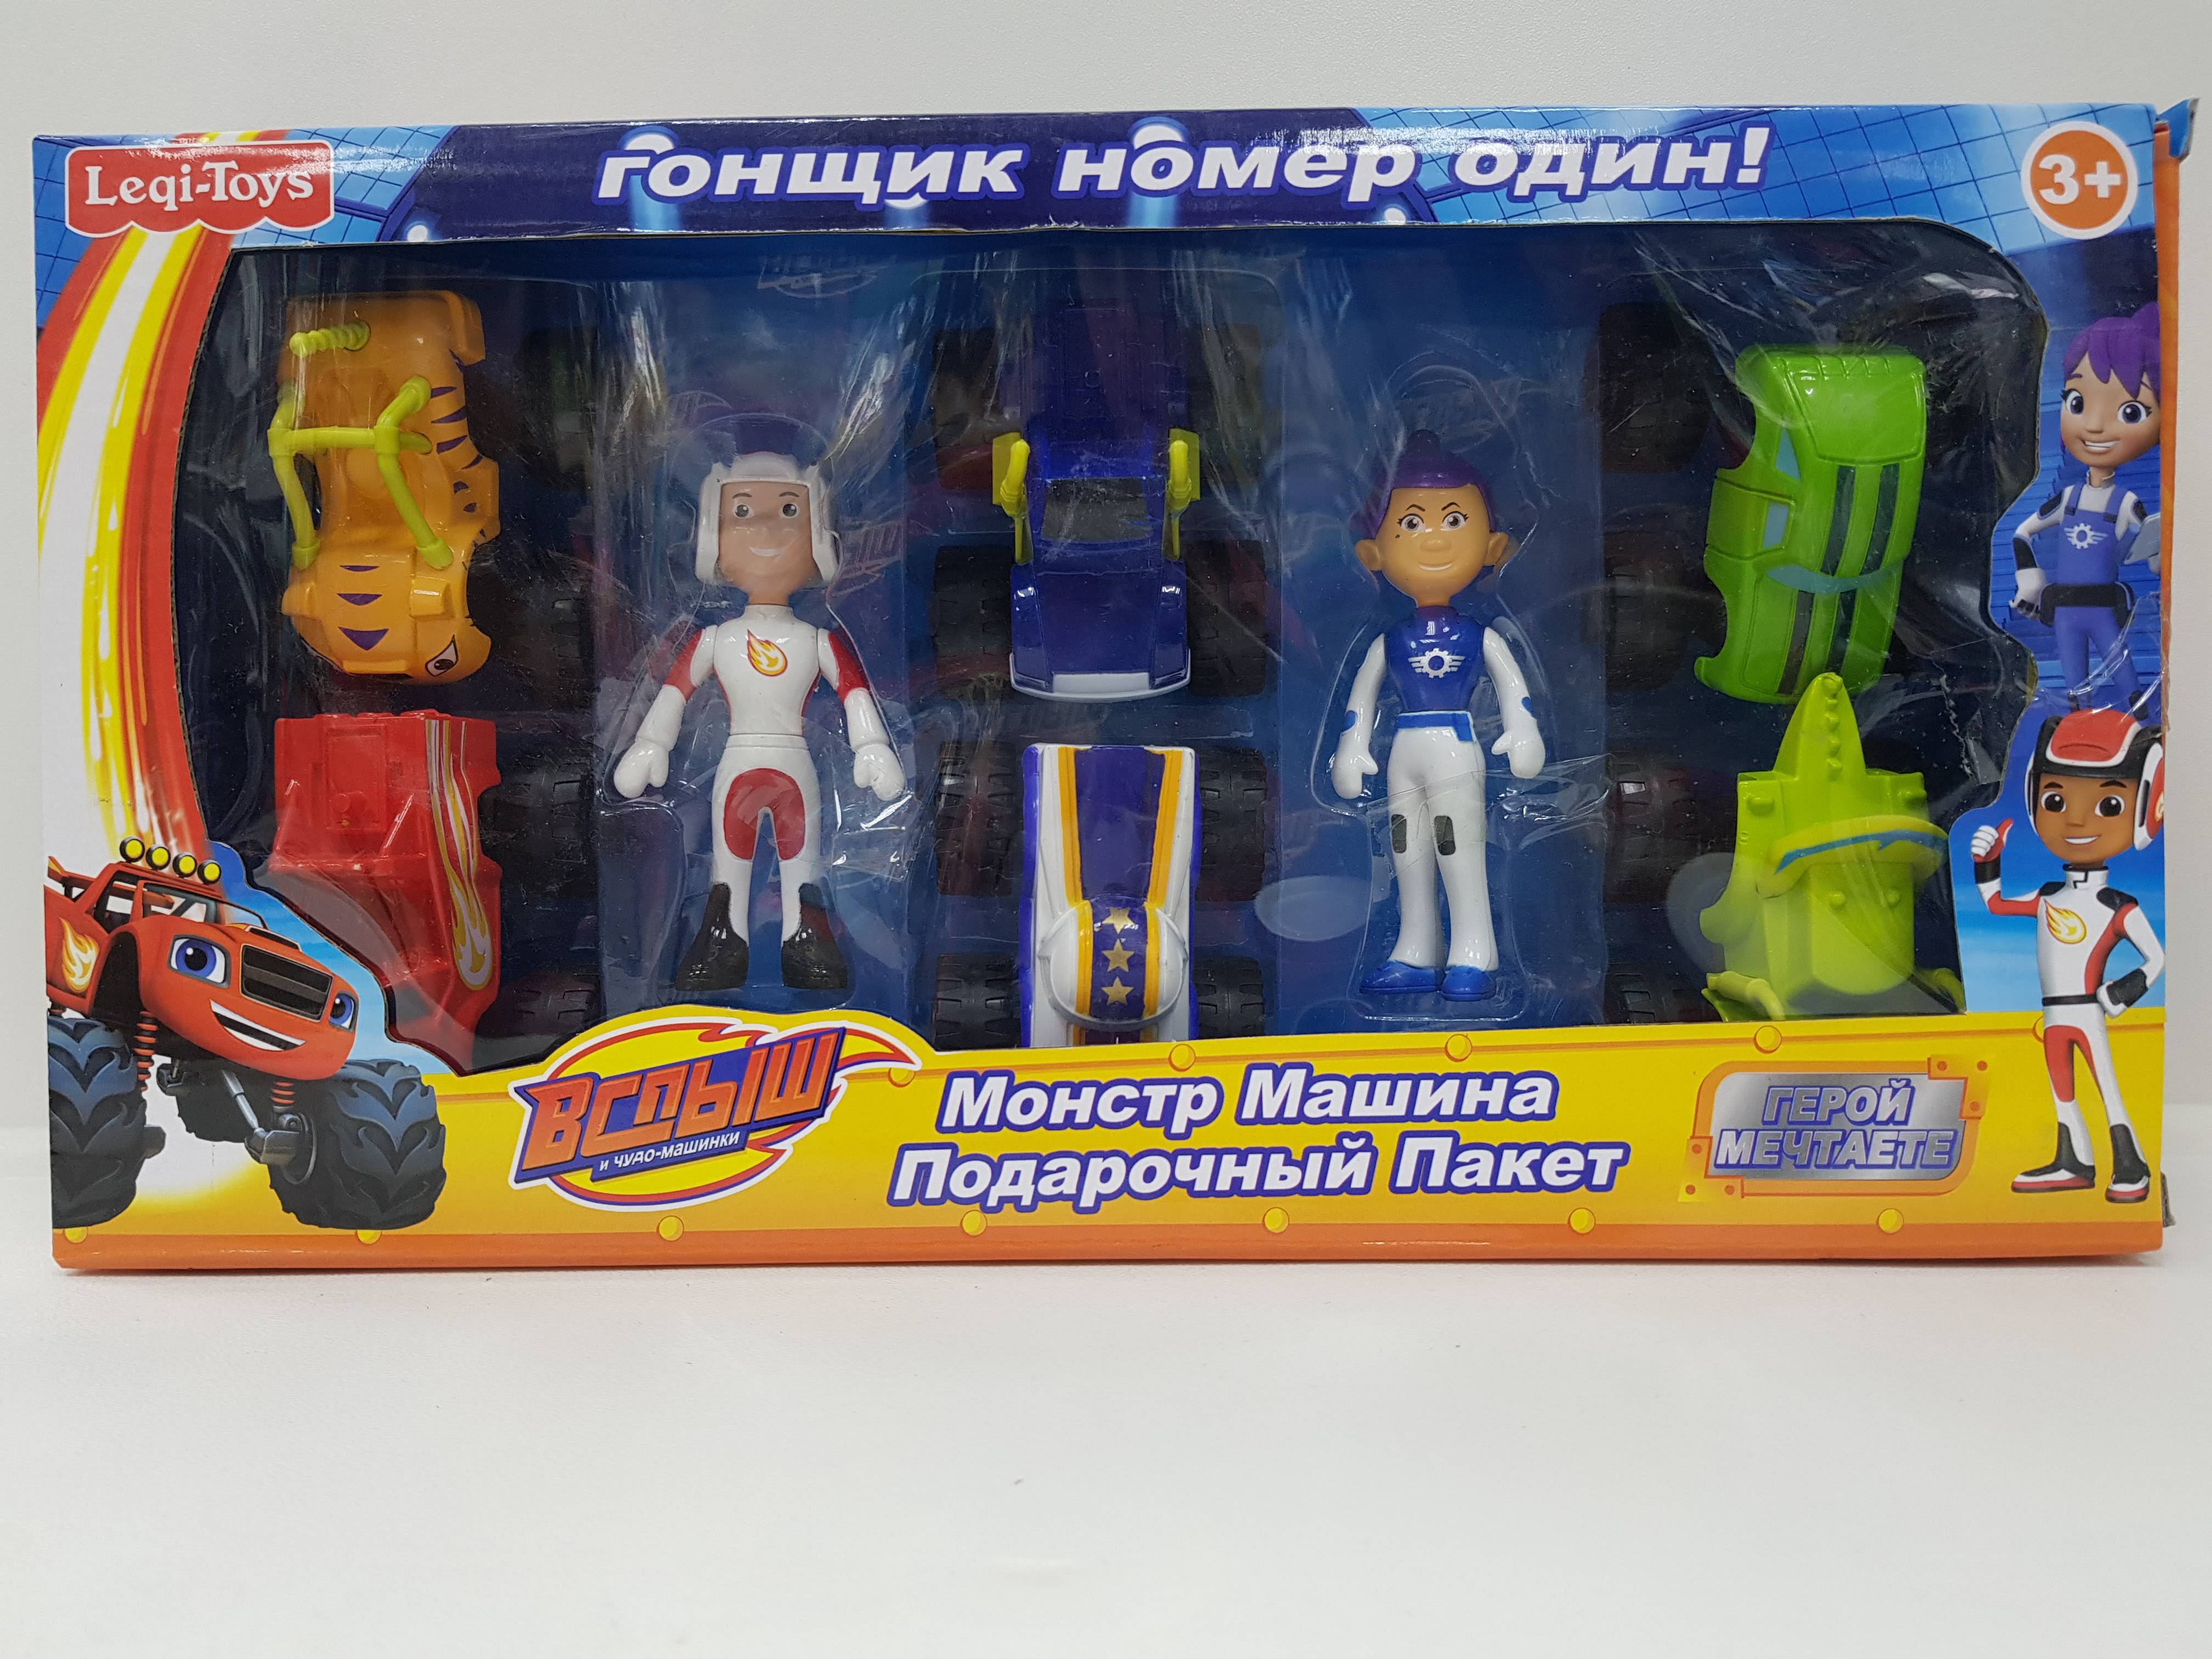 Leqi-Toys
гонщик номер один!
3+
Вспыш
и чудо-машинки
Монстр Машина
Подарочный Пакет
ГЕРОЙ
МЕЧТАЕТЕ